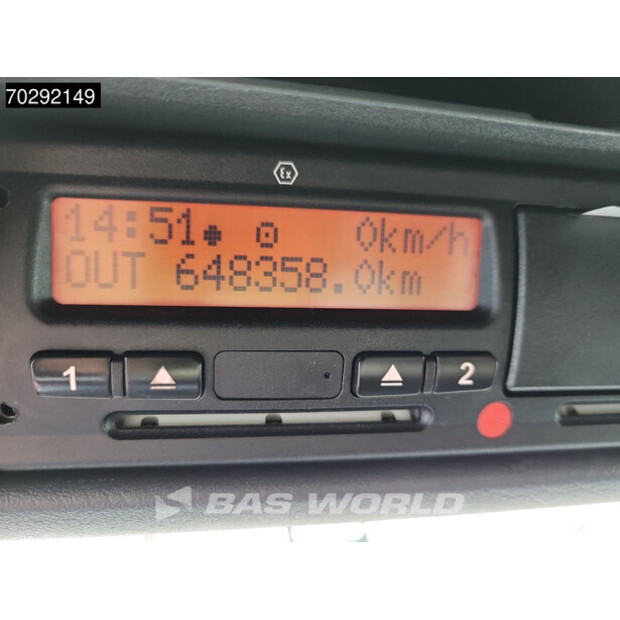 70292149
Ex
14:51 0km/h
OUT 648358.0km
1 2
BAS WORLD